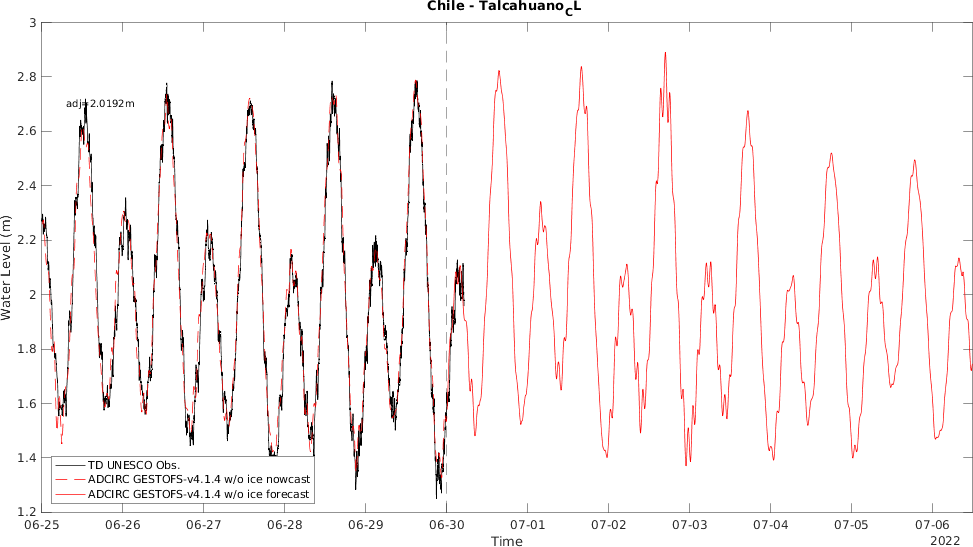 Chile - Talcahuano_CL
adj=2.0192m
Water Level (m)
3
2.8
2.6
2.4
2.2
2
1.8
1.6
1.4
1.2
TD UNESCO Obs.
ADCIRC GESTOFS-v4.1.4 w/o ice nowcast
ADCIRC GESTOFS-v4.1.4 w/o ice forecast
06-25 06-26 06-27 06-28 06-29 06-30 07-01 07-02 07-03 07-04 07-05 07-06
Time
2022